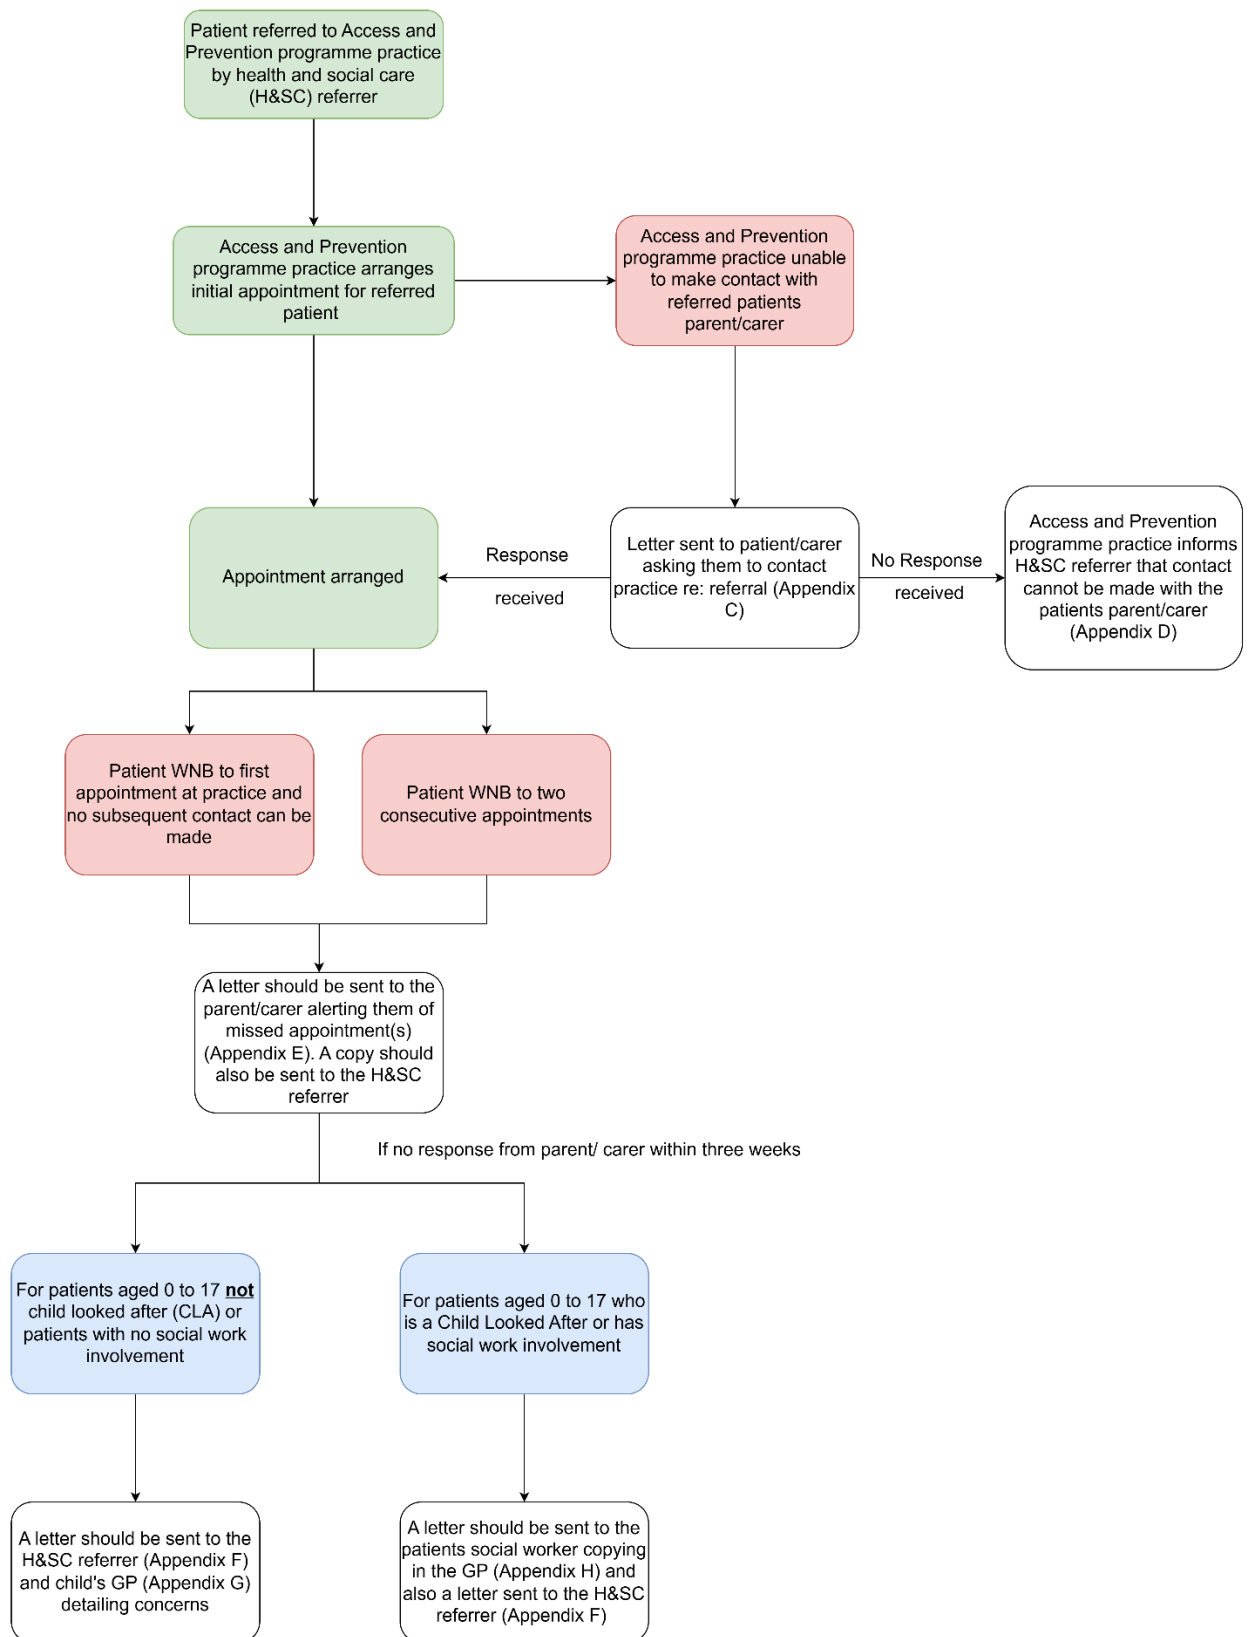 Patient referred to Access and
Prevention programme practice
by health and social care
(H&SC) referrer
Access and Prevention
programme practice arranges
initial appointment for referred
patient
Access and Prevention
programme practice unable
to make contact with
referred patients
parent/carer
Appointment arranged
Response
received
Letter sent to patient/carer
asking them to contact
practice re: referral (Appendix
C)
No Response
received
Access and Prevention
programme practice informs
H&SC referrer that contact
cannot be made with the
patients parent/carer
(Appendix D)
Patient WNB to first
appointment at practice and
no subsequent contact can be
made
Patient WNB to two
consecutive appointments
A letter should be sent to the
parent/carer alerting them of
missed appointment(s)
(Appendix E). A copy should
also be sent to the H&SC
referrer
If no response from parent/ carer within three weeks
For patients aged 0 to 17 not
child looked after (CLA) or
patients with no social work
involvement
For patients aged 0 to 17 who
is a Child Looked After or has
social work involvement
A letter should be sent to the
H&SC referrer (Appendix F)
and child's GP (Appendix G)
detailing concerns
A letter should be sent to the
patients social worker copying
in the GP (Appendix H) and
also a letter sent to the H&SC
referrer (Appendix F)